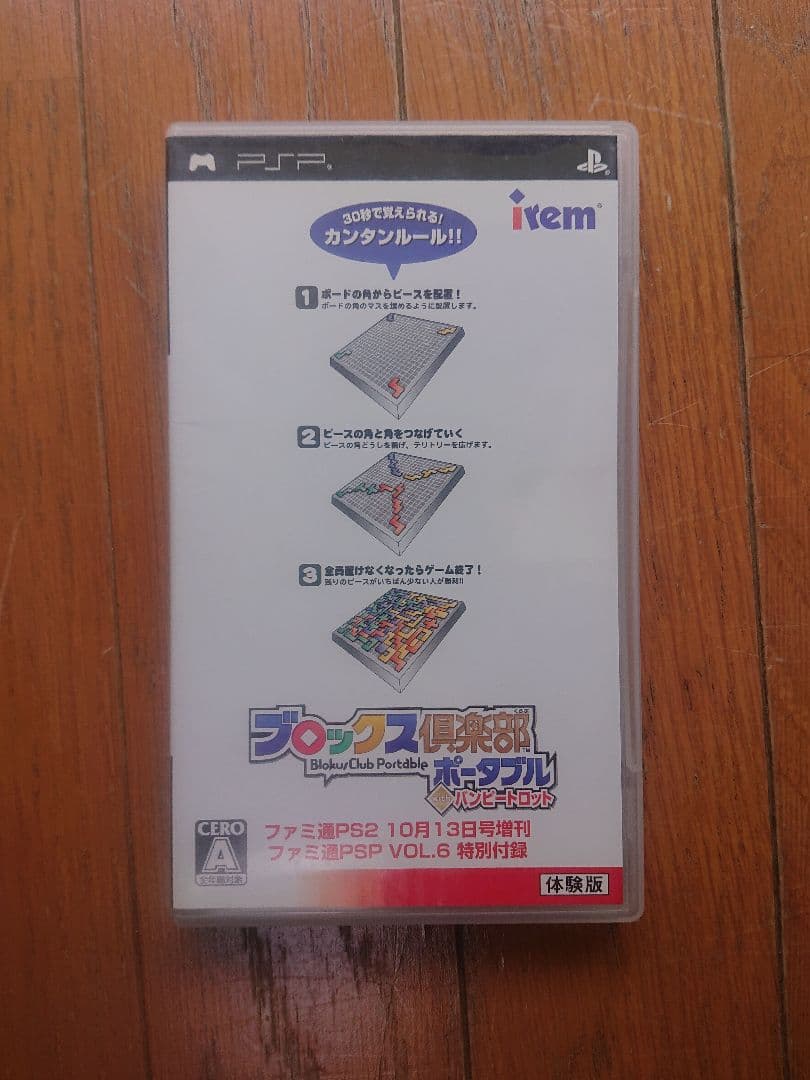 PSP
irem
30秒で覚えられる!
カンタンルール!!
1 ボードの角からピースを配置!
ボードの角のマスを埋めるように配置します。
2 ピースの角と角をつなげていく
ピースの角どうしを繋げ、テリトリーを広げます。
3 全員置けなくなったらゲーム終了!
残りのピースがいちばん少ない人が勝利!!
くらぶ
ブロックス倶楽部
Blokus Club Portable
ポータブル
with バンピートロット
CERO
A
全年齢対象
ファミ通PS2 10月13日号増刊
ファミ通PSP VOL.6 特別付録
体験版